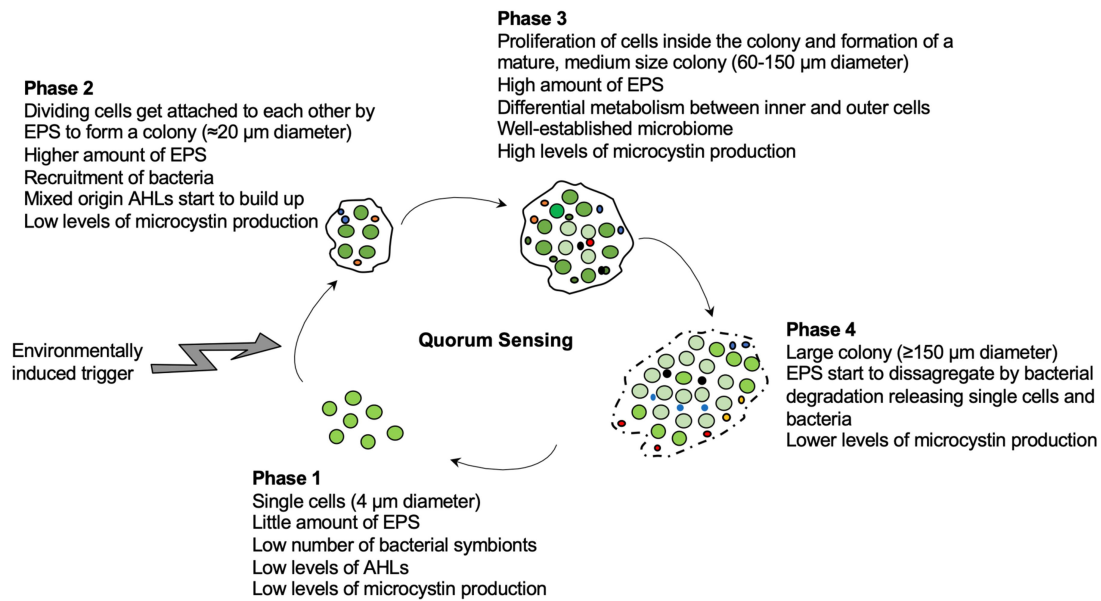 Phase 3
Proliferation of cells inside the colony and formation of a
mature, medium size colony (60-150 µm diameter)
High amount of EPS
Differential metabolism between inner and outer cells
Well-established microbiome
High levels of microcystin production
Phase 2
Dividing cells get attached to each other by
EPS to form a colony (≈20 µm diameter)
Higher amount of EPS
Recruitment of bacteria
Mixed origin AHLs start to build up
Low levels of microcystin production
Quorum Sensing
Environmentally
induced trigger
Phase 4
Large colony (≥150 µm diameter)
EPS start to dissagregate by bacterial
degradation releasing single cells and
bacteria
Lower levels of microcystin production
Phase 1
Single cells (4 µm diameter)
Little amount of EPS
Low number of bacterial symbionts
Low levels of AHLs
Low levels of microcystin production